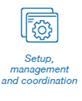 Setup,
management
and coordination